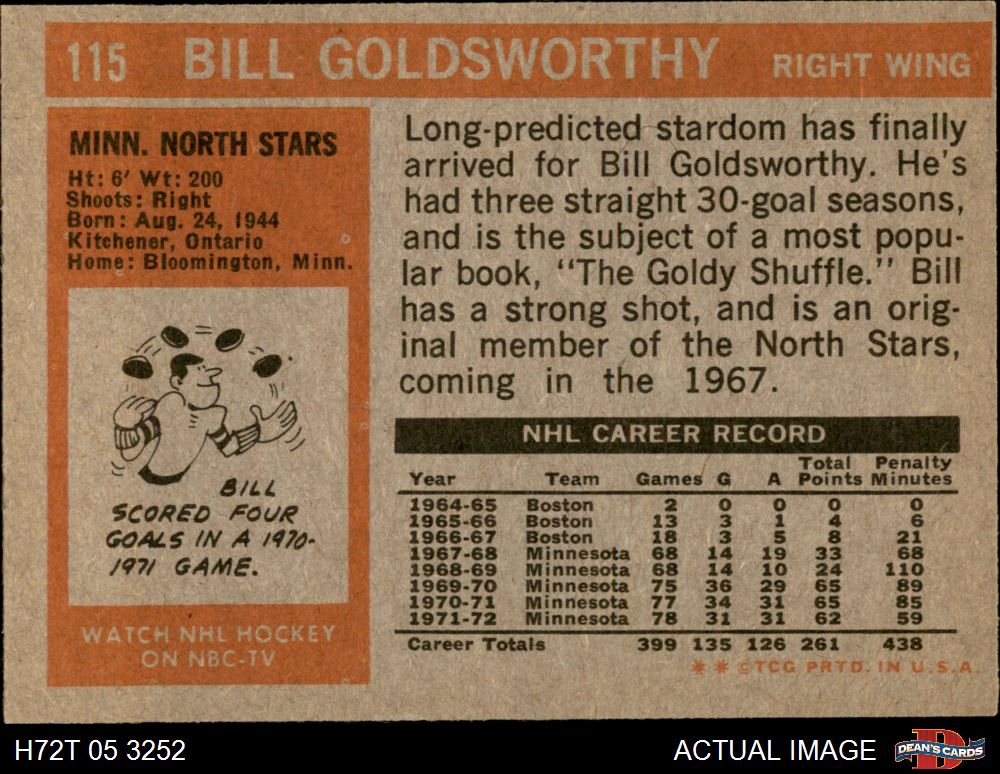 115 BILL GOLDSWORTHY RIGHT WING
MINN. NORTH STARS
Ht: 6' Wt: 200
Shoots: Right
Born: Aug. 24, 1944
Kitchener, Ontario
Home: Bloomington, Minn.
BILL
SCORED FOUR
GOALS IN A 1970-
1971 GAME.
WATCH NHL HOCKEY
ON NBC-TV
Long-predicted stardom has finally
arrived for Bill Goldsworthy. He's
had three straight 30-goal seasons,
and is the subject of a most popu-
lar book, "The Goldy Shuffle." Bill
has a strong shot, and is an orig-
inal member of the North Stars,
coming in the 1967.
NHL CAREER RECORD
Year Team Games G A Total Points Penalty Minutes
1964-65 Boston 2 0 0 0 0
1965-66 Boston 13 3 1 4 6
1966-67 Boston 18 3 5 8 21
1967-68 Minnesota 68 14 19 33 68
1968-69 Minnesota 68 14 10 24 110
1969-70 Minnesota 75 36 29 65 89
1970-71 Minnesota 77 34 31 65 85
1971-72 Minnesota 78 31 31 62 59
Career Totals 399 135 126 261 438
* * ©TCG PRTD. IN U.S.A.
H72T 05 3252 ACTUAL IMAGE D DEAN'S CARDS